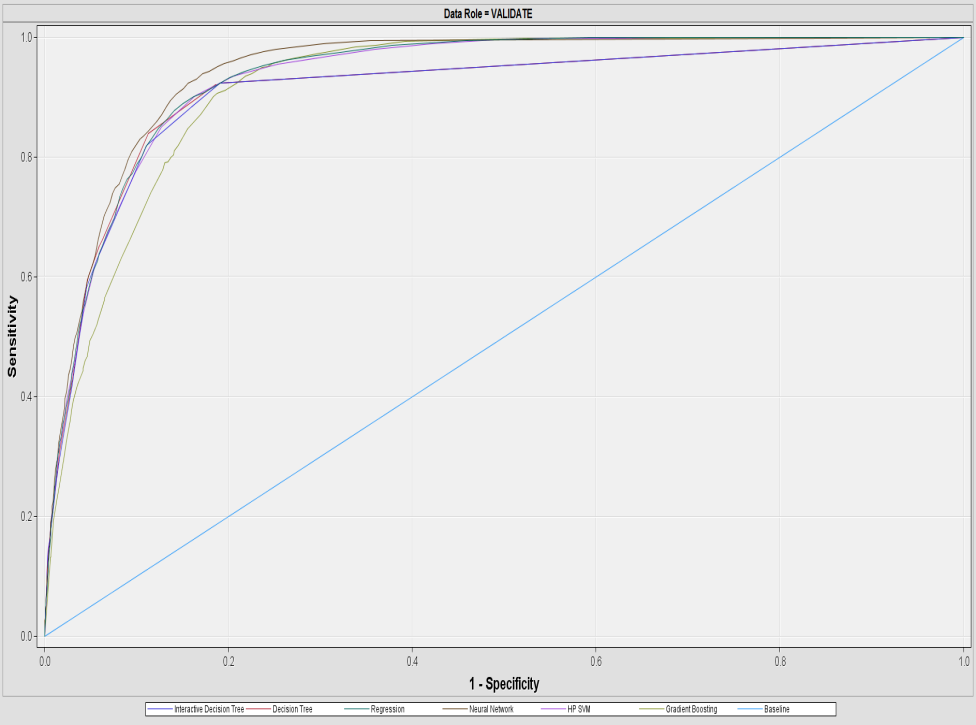 Data Role = VALIDATE
1.0
0.8
0.6
0.4
0.2
0.0
Sensitivity
0.0 0.2 0.4 0.6 0.8 1.0
1 - Specificity
Interactive Decision Tree Decision Tree Regression Neural Network HP SVM Gradient Boosting Baseline